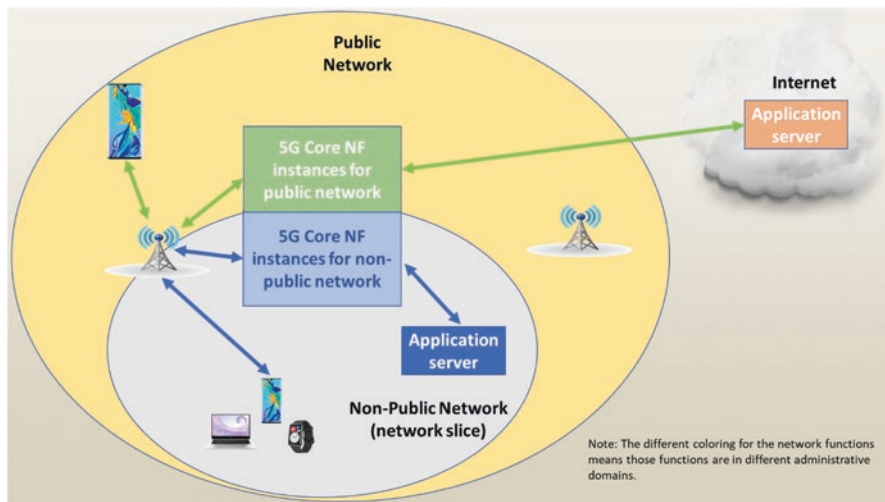 Public
Network
Internet
Application
server
5G Core NF
instances for
public network
5G Core NF
instances for non-
public network
Application
server
Non-Public Network
(network slice)
Note: The different coloring for the network functions
means those functions are in different administrative
domains.